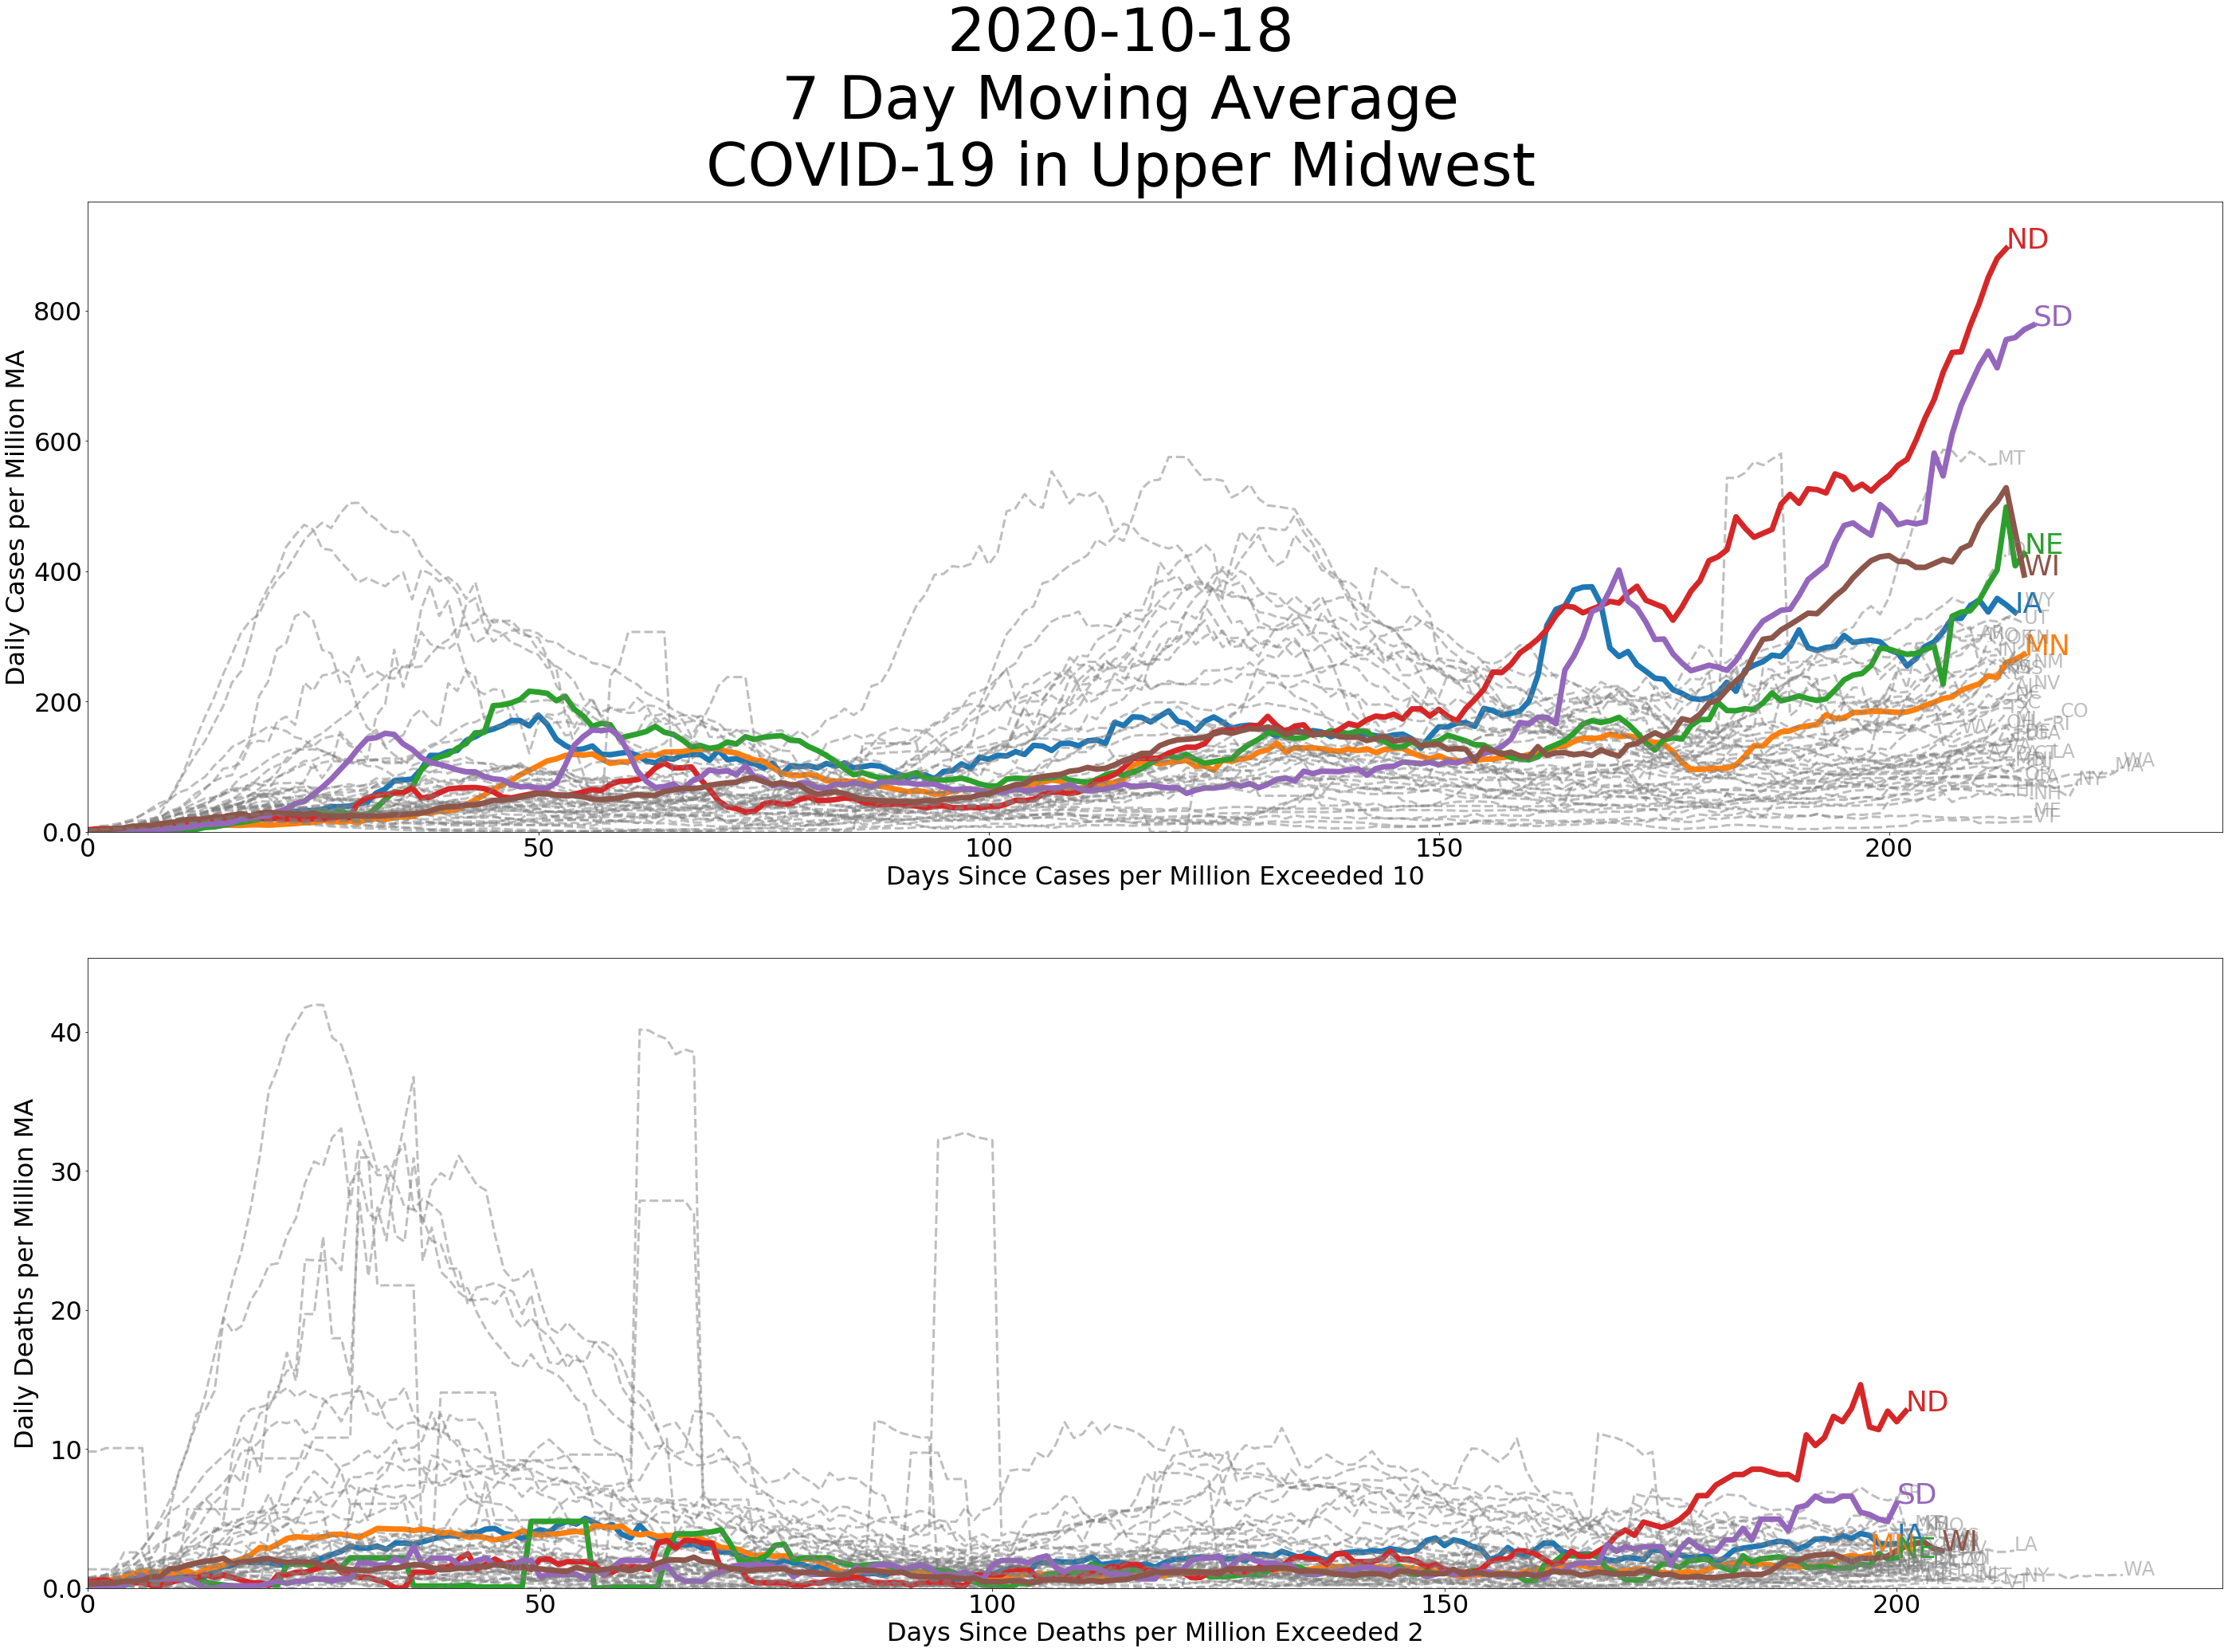 2020-10-18
7 Day Moving Average
COVID-19 in Upper Midwest
Daily Cases per Million MA
800
600
400
200
0.0
ND
SD
MT
NE
WI
IA
WY
UT
MN
NM
NV
CO
WV
RI
LA
WA
MA
NY
NH
ME
VT
0
50
100
150
200
Days Since Cases per Million Exceeded 10
Daily Deaths per Million MA
40
30
20
10
0.0
ND
SD
IA
MN
NE
WI
LA
WA
NY
VT
0
50
100
150
200
Days Since Deaths per Million Exceeded 2